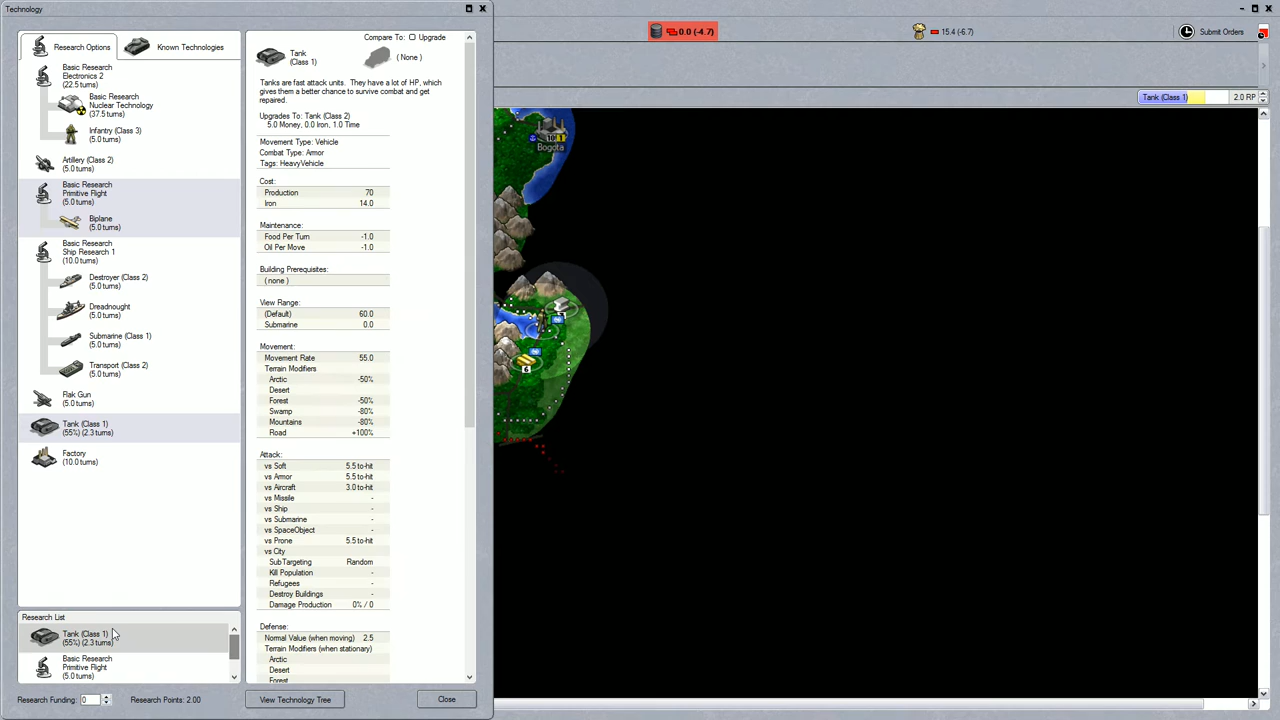 Technology
0.0 (-4.7)
15.4 (-6.7)
Submit Orders
Research Options
Known Technologies
Basic Research
Electronics 2
(22.5 turns)
Basic Research
Nuclear Technology
(37.5 turns)
Infantry (Class 3)
(5.0 turns)
Artillery (Class 2)
(5.0 turns)
Basic Research
Primitive Flight
(5.0 turns)
Biplane
(5.0 turns)
Basic Research
Ship Research 1
(10.0 turns)
Destroyer (Class 2)
(5.0 turns)
Dreadnought
(5.0 turns)
Submarine (Class 1)
(5.0 turns)
Transport (Class 2)
(5.0 turns)
Flak Gun
(5.0 turns)
Tank (Class 1)
(55%) (2.3 turns)
Factory
(10.0 turns)
Research List
Tank (Class 1)
(55%) (2.3 turns)
Basic Research
Primitive Flight
(5.0 turns)
Research Funding: 0
Research Points: 2.00
Compare To: Upgrade
Tank
(Class 1)
( None )
Tanks are fast attack units. They have a lot of HP, which
gives them a better chance to survive combat and get
repaired.
Upgrades To: Tank (Class 2)
5.0 Money, 0.0 Iron, 1.0 Time
Movement Type: Vehicle
Combat Type: Armor
Tags: HeavyVehicle
Cost:
Production 70
Iron 14.0
Maintenance:
Food Per Turn -1.0
Oil Per Move -1.0
Building Prerequisites:
( none )
View Range:
(Default) 60.0
Submarine 0.0
Movement:
Movement Rate 55.0
Terrain Modifiers
Arctic -50%
Desert
Forest -50%
Swamp -80%
Mountains -80%
Road +100%
Attack:
vs Soft 5.5 to-hit
vs Armor 5.5 to-hit
vs Aircraft 3.0 to-hit
vs Missile -
vs Ship -
vs Submarine -
vs SpaceObject -
vs Prone 5.5 to-hit
vs City
SubTargeting Random
Kill Population -
Refugees -
Destroy Buildings -
Damage Production 0% / 0
Defense:
Normal Value (when moving) 2.5
Terrain Modifiers (when stationary)
Arctic
Desert
Forest
View Technology Tree
Close
Tank (Class 1)
2.0 RP
Bogota
6